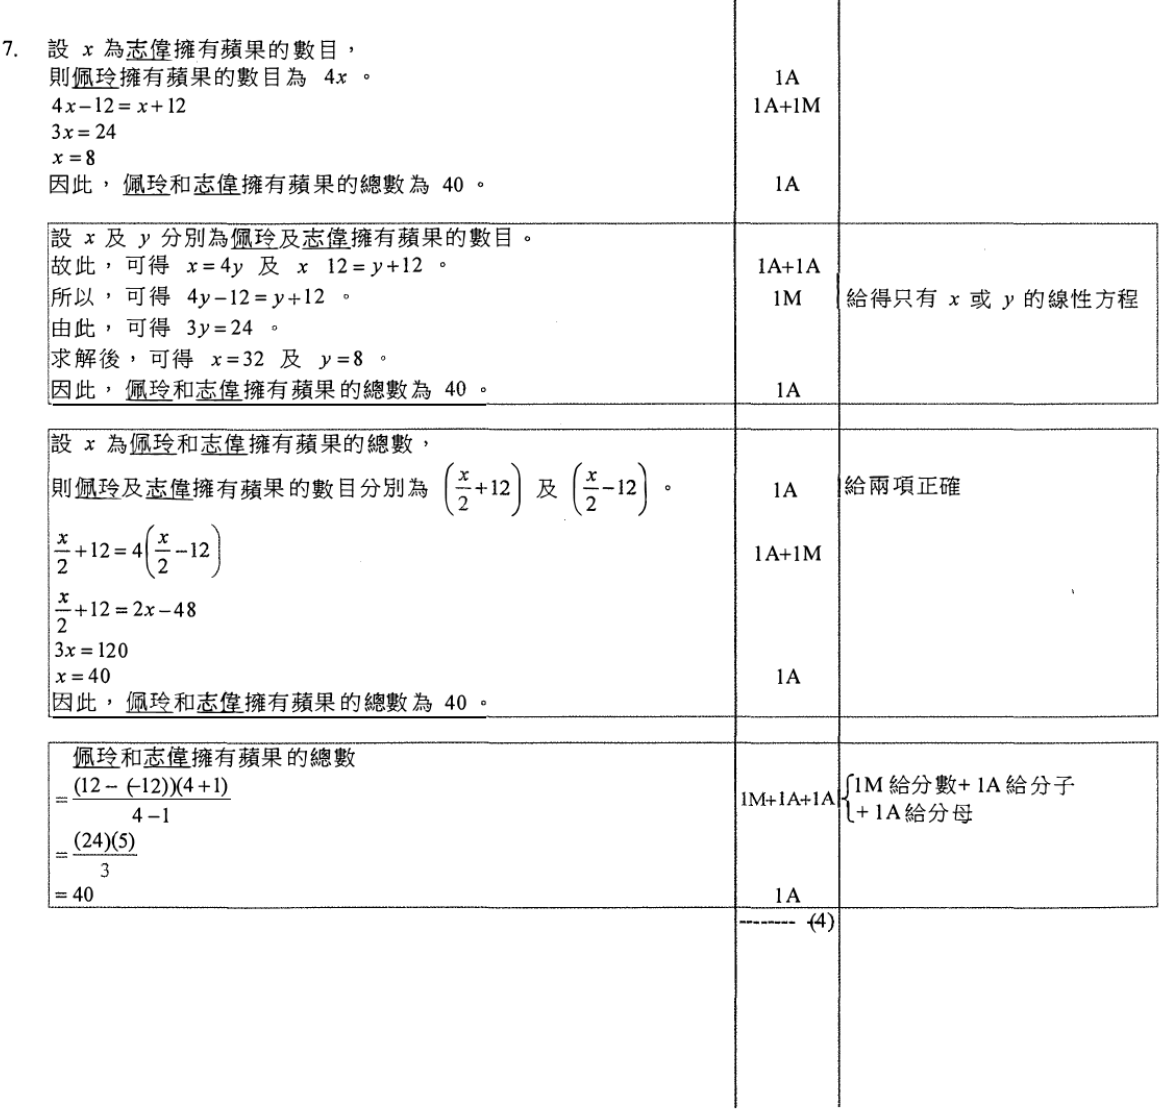 7. 設 x 為志偉擁有蘋果的數目，
則佩玲擁有蘋果的數目為 4x 。 1A
4x−12 = x+12 1A+1M
3x = 24
x = 8
因此，佩玲和志偉擁有蘋果的總數為 40 。 1A
設 x 及 y 分別為佩玲及志偉擁有蘋果的數目。
故此，可得 x = 4y 及 x 12 = y+12 。 1A+1A
所以，可得 4y−12 = y+12 。 1M 給得只有 x 或 y 的線性方程
由此，可得 3y = 24 。
求解後，可得 x = 32 及 y = 8 。
因此，佩玲和志偉擁有蘋果的總數為 40 。 1A
設 x 為佩玲和志偉擁有蘋果的總數，
則佩玲及志偉擁有蘋果的數目分別為 (x/2+12) 及 (x/2−12) 。 1A 給兩項正確
x/2+12 = 4(x/2−12) 1A+1M
x/2+12 = 2x−48
3x = 120
x = 40 1A
因此，佩玲和志偉擁有蘋果的總數為 40 。
佩玲和志偉擁有蘋果的總數
= (12 − (−12))(4+1)/(4−1) 1M+1A+1A {1M 給分數+ 1A 給分子
+ 1A 給分母
= (24)(5)/3
= 40 1A
-------- (4)